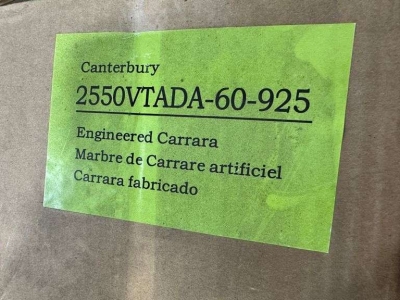 Canterbury
2550VTADA-60-925
Engineered Carrara
Marbre de Carrare artificiel
Carrara fabricado